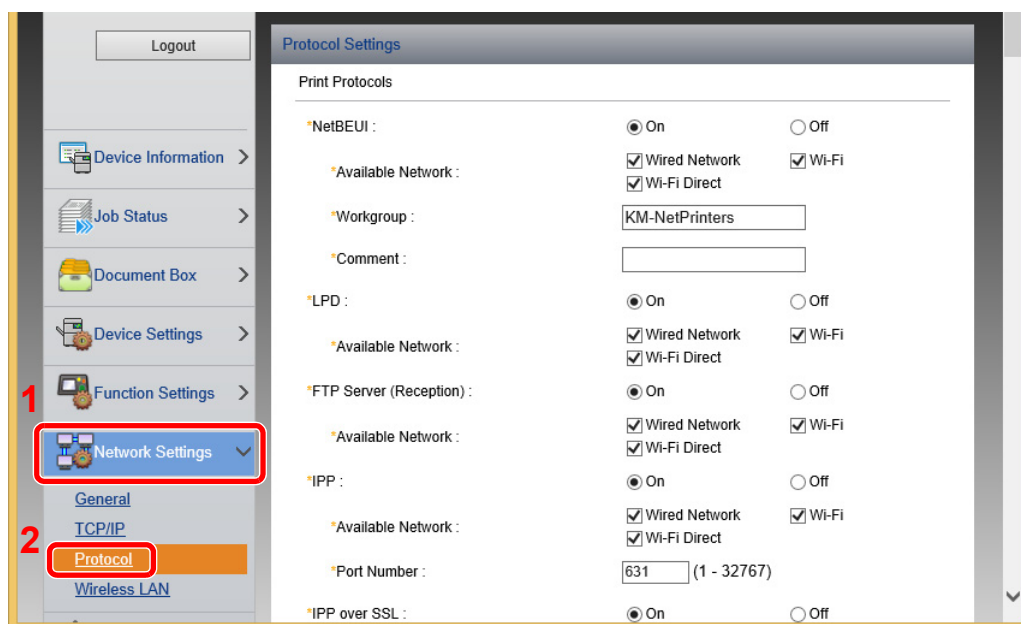 Logout
Device Information
Job Status
Document Box
Device Settings
1
Function Settings
Network Settings
General
2
TCP/IP
Protocol
Wireless LAN
Protocol Settings
Print Protocols
*NetBEUI : On Off
*Available Network : Wired Network Wi-Fi
Wi-Fi Direct
*Workgroup : KM-NetPrinters
*Comment :
*LPD : On Off
*Available Network : Wired Network Wi-Fi
Wi-Fi Direct
*FTP Server (Reception) : On Off
*Available Network : Wired Network Wi-Fi
Wi-Fi Direct
*IPP : On Off
*Available Network : Wired Network Wi-Fi
Wi-Fi Direct
*Port Number : 631 (1 - 32767)
*IPP over SSL : On Off